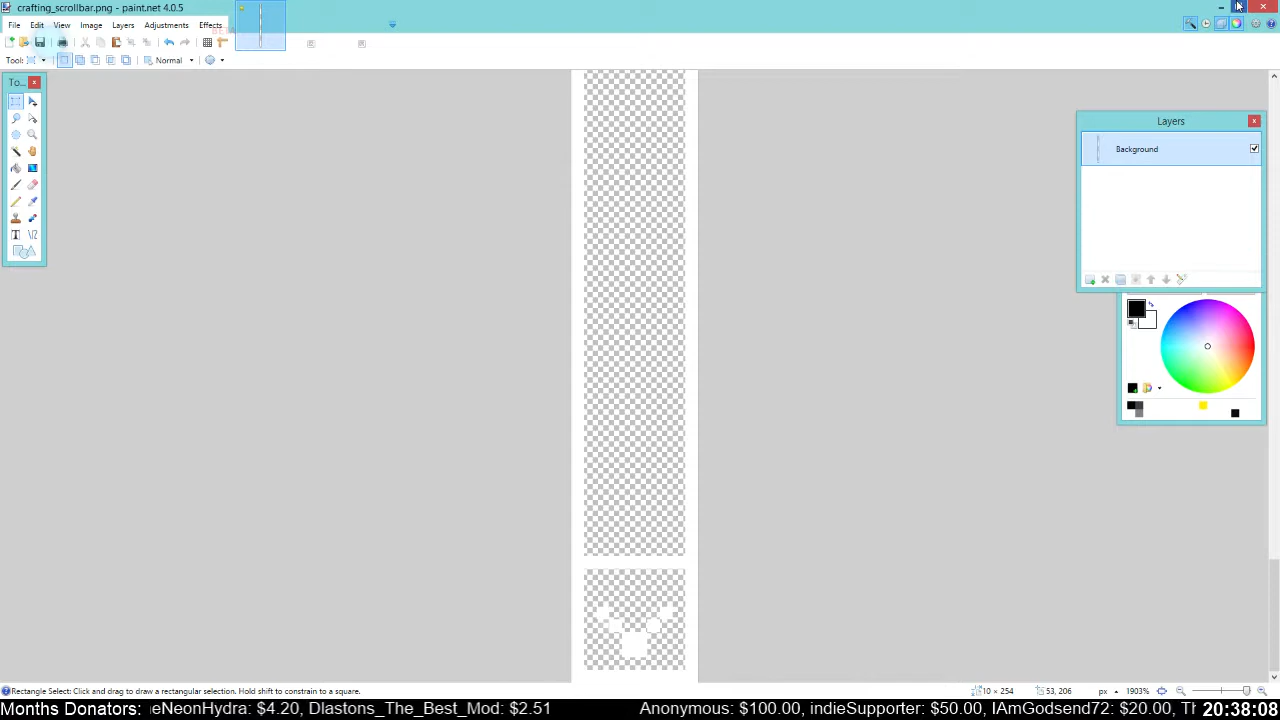 crafting_scrollbar.png - paint.net 4.0.5
File Edit View Image Layers Adjustments Effects
Tool: Normal
To...
Layers
Background
Rectangle Select: Click and drag to draw a rectangular selection. Hold shift to constrain to a square.
10 × 254 53, 206 px 1903%
Months Donators: eNeonHydra: $4.20, Dlastons_The_Best_Mod: $2.51 Anonymous: $100.00, indieSupporter: $50.00, IAmGodsend72: $20.00, Th 20:38:08